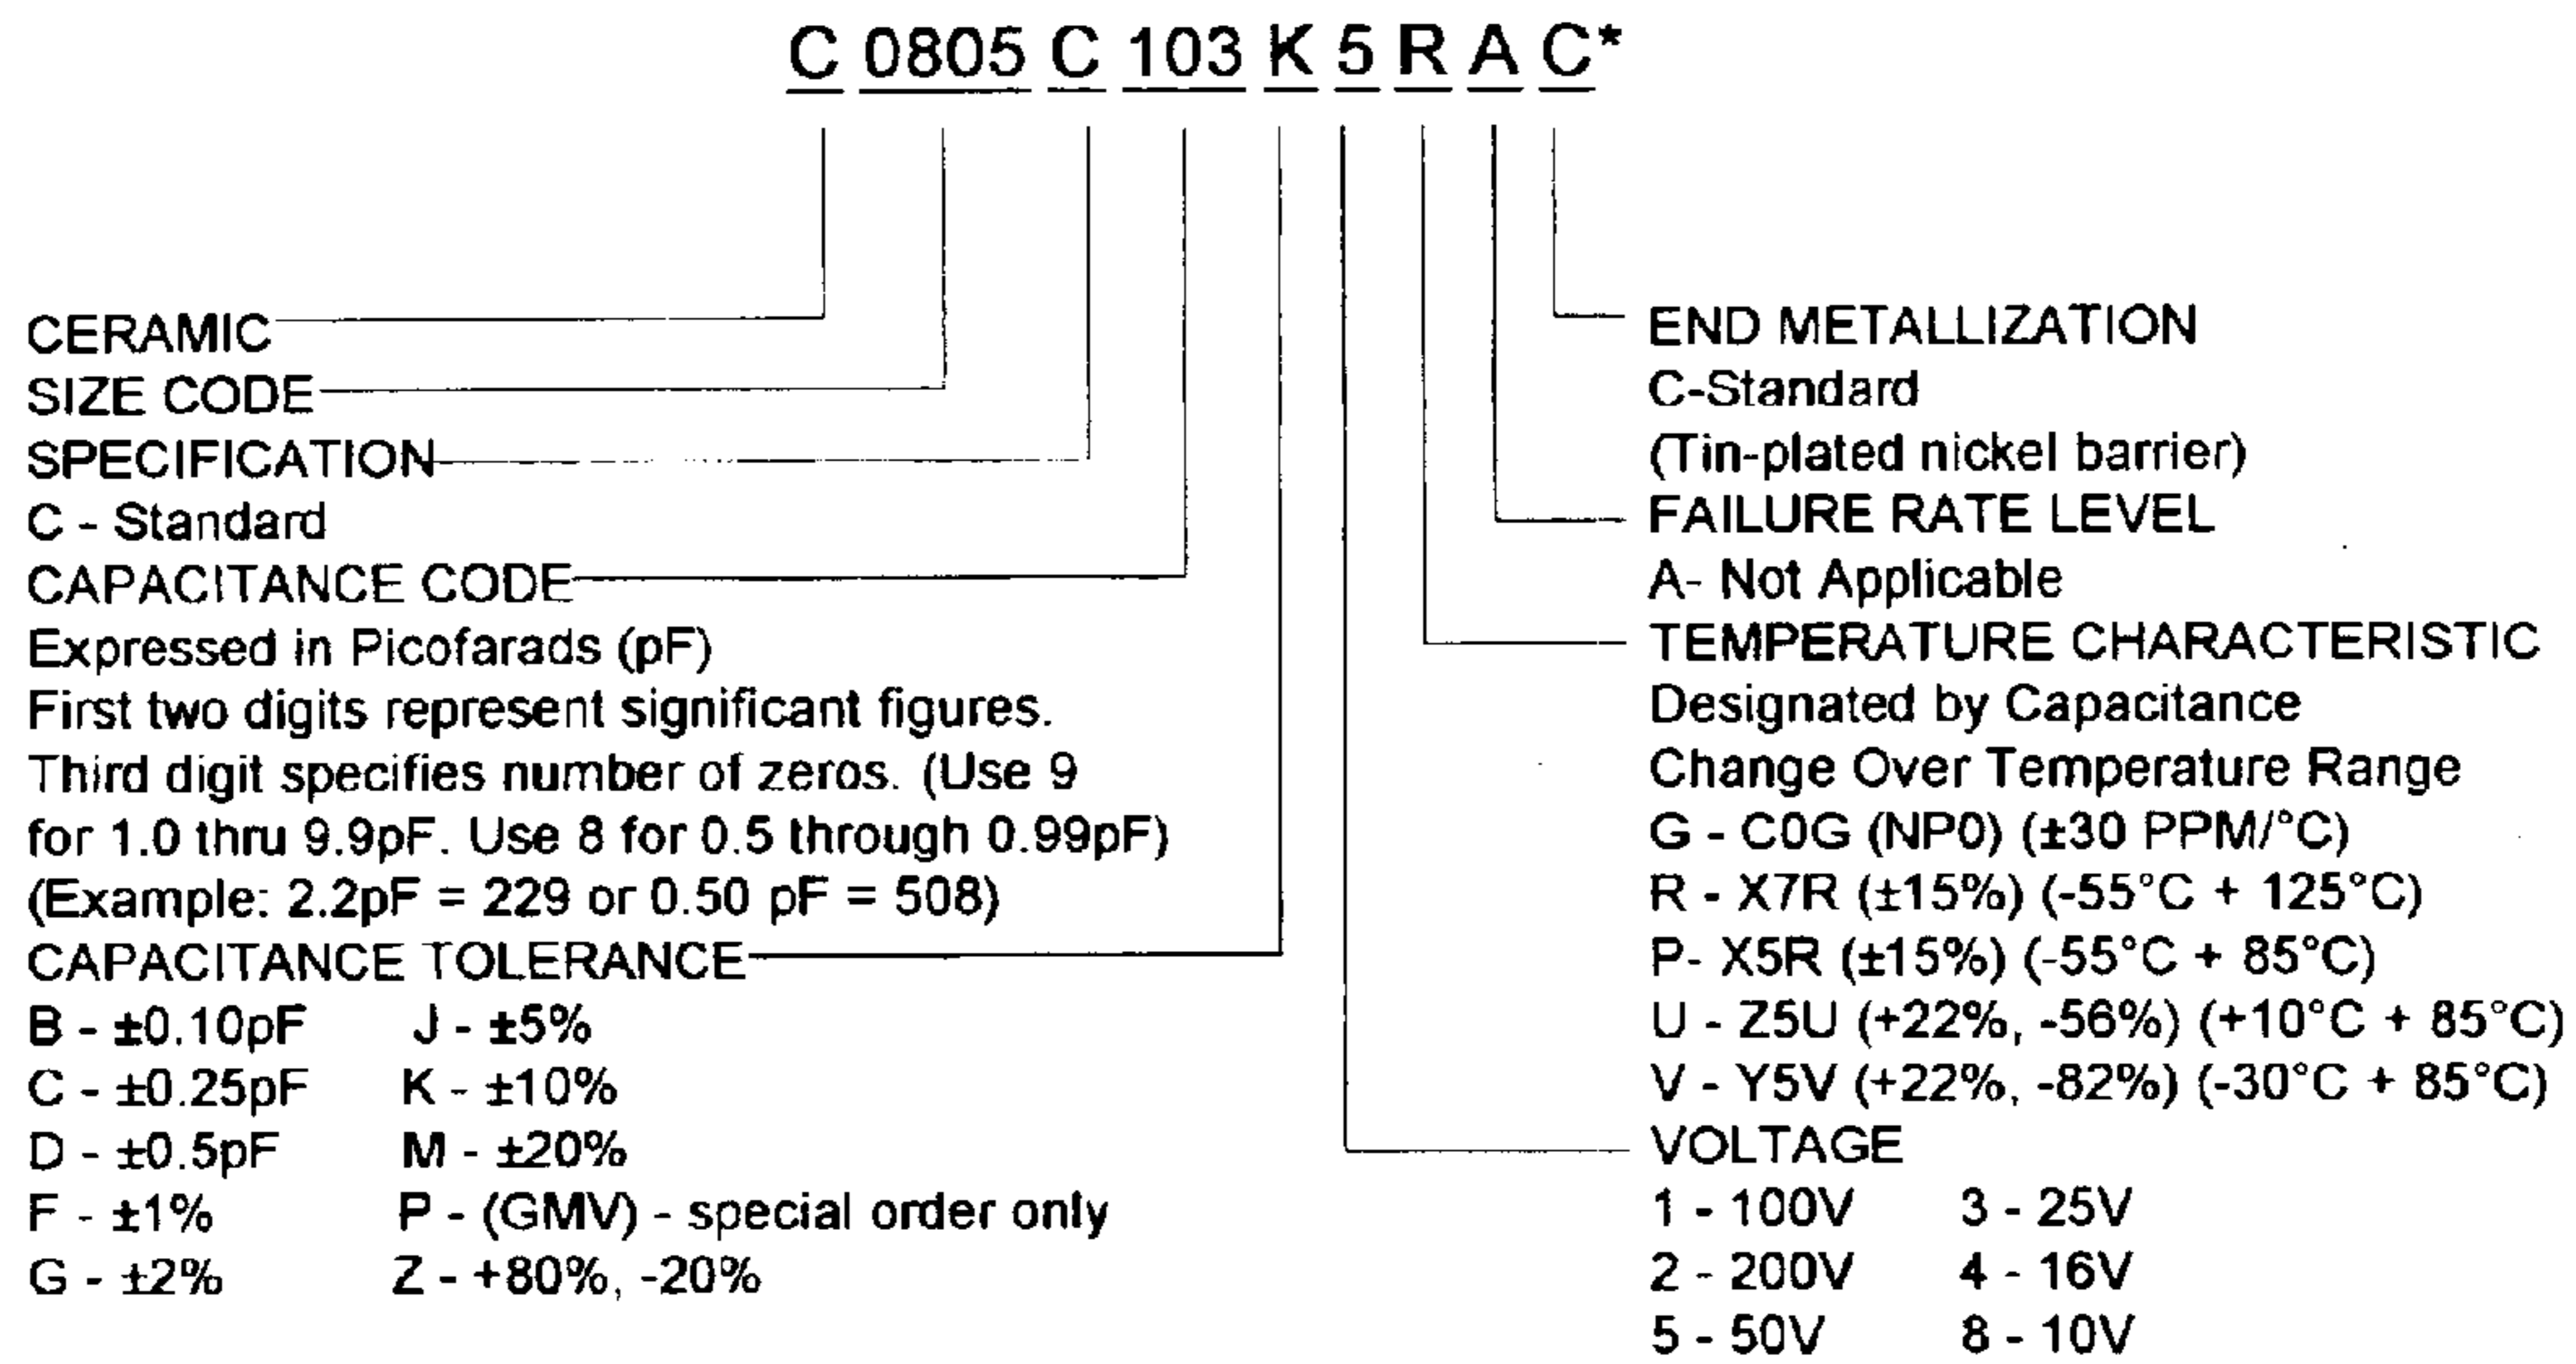 C 0805 C 103 K 5 R A C*
CERAMIC
SIZE CODE
SPECIFICATION
C - Standard
CAPACITANCE CODE
Expressed in Picofarads (pF)
First two digits represent significant figures.
Third digit specifies number of zeros. (Use 9
for 1.0 thru 9.9pF. Use 8 for 0.5 through 0.99pF)
(Example: 2.2pF = 229 or 0.50 pF = 508)
CAPACITANCE TOLERANCE
B - ±0.10pF J - ±5%
C - ±0.25pF K - ±10%
D - ±0.5pF M - ±20%
F - ±1% P - (GMV) - special order only
G - ±2% Z - +80%, -20%
END METALLIZATION
C-Standard
(Tin-plated nickel barrier)
FAILURE RATE LEVEL
A- Not Applicable
TEMPERATURE CHARACTERISTIC
Designated by Capacitance
Change Over Temperature Range
G - C0G (NP0) (±30 PPM/°C)
R - X7R (±15%) (-55°C + 125°C)
P- X5R (±15%) (-55°C + 85°C)
U - Z5U (+22%, -56%) (+10°C + 85°C)
V - Y5V (+22%, -82%) (-30°C + 85°C)
VOLTAGE
1 - 100V 3 - 25V
2 - 200V 4 - 16V
5 - 50V 8 - 10V